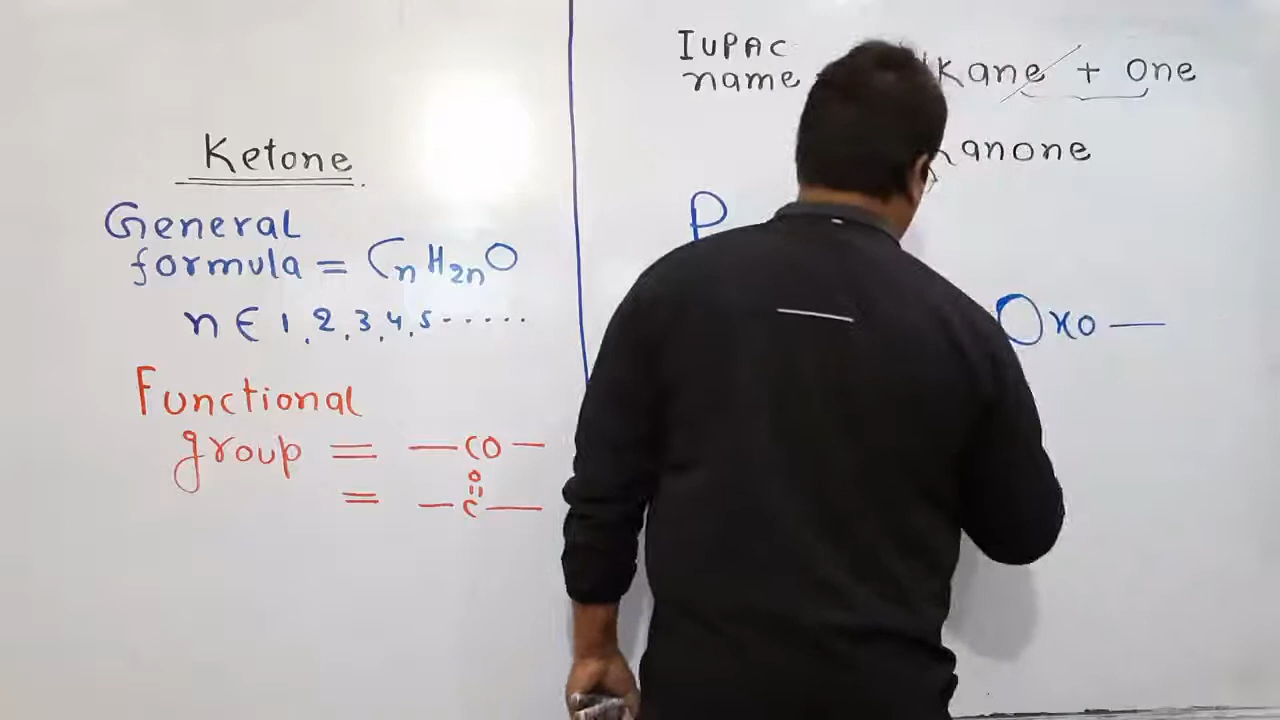 Ketone
General
formula = CnH2nO
n ∈ 1, 2, 3, 4, 5 - - - - -
Functional
group = —CO—
O
||
= —C—
IUPAC
name
kane + one
anone
P
Oxo —